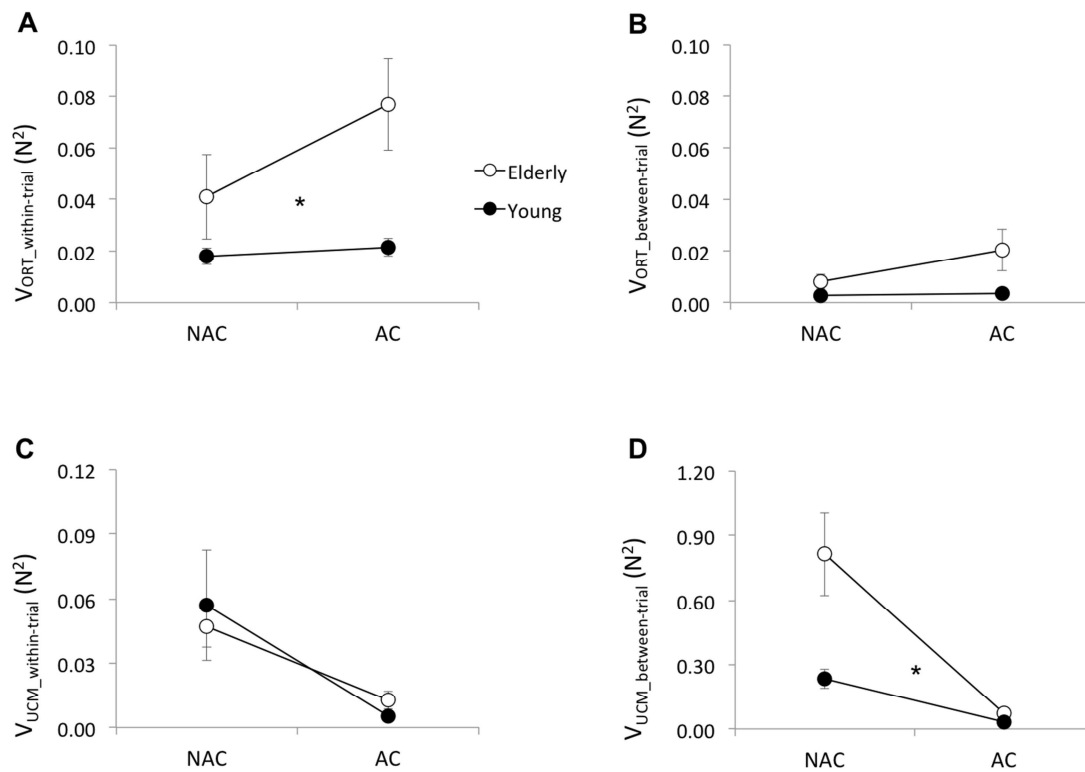 A
V_ORT_within-trial (N²)
0.10
0.08
0.06
0.04
0.02
0.00
*
NAC AC
Elderly
Young
B
V_ORT_between-trial (N²)
0.10
0.08
0.06
0.04
0.02
0.00
NAC AC
C
V_UCM_within-trial (N²)
0.12
0.09
0.06
0.03
0.00
NAC AC
D
V_UCM_between-trial (N²)
1.20
0.90
0.60
0.30
0.00
*
NAC AC